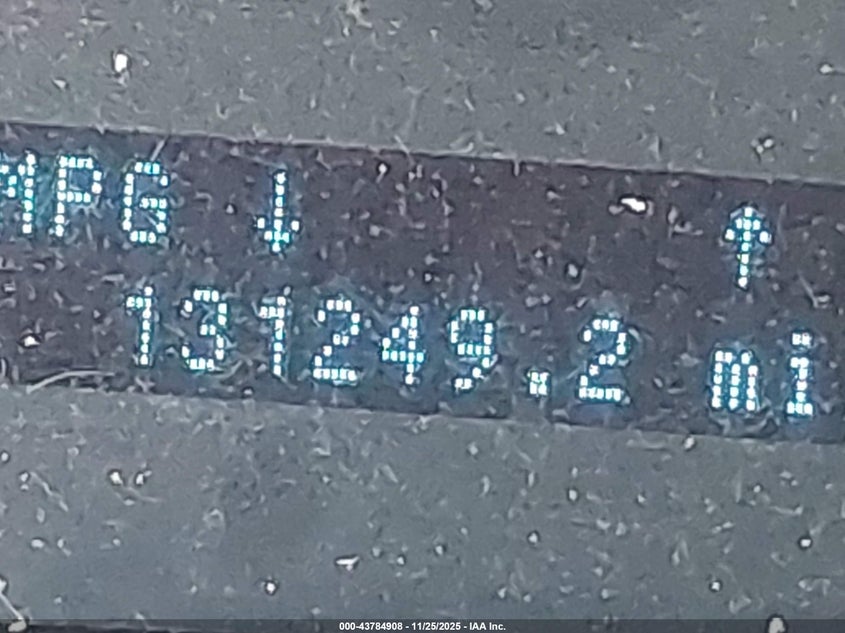 MPG ↓ ↑
131249.2 mi
000-43784908 - 11/25/2025 - IAA Inc.